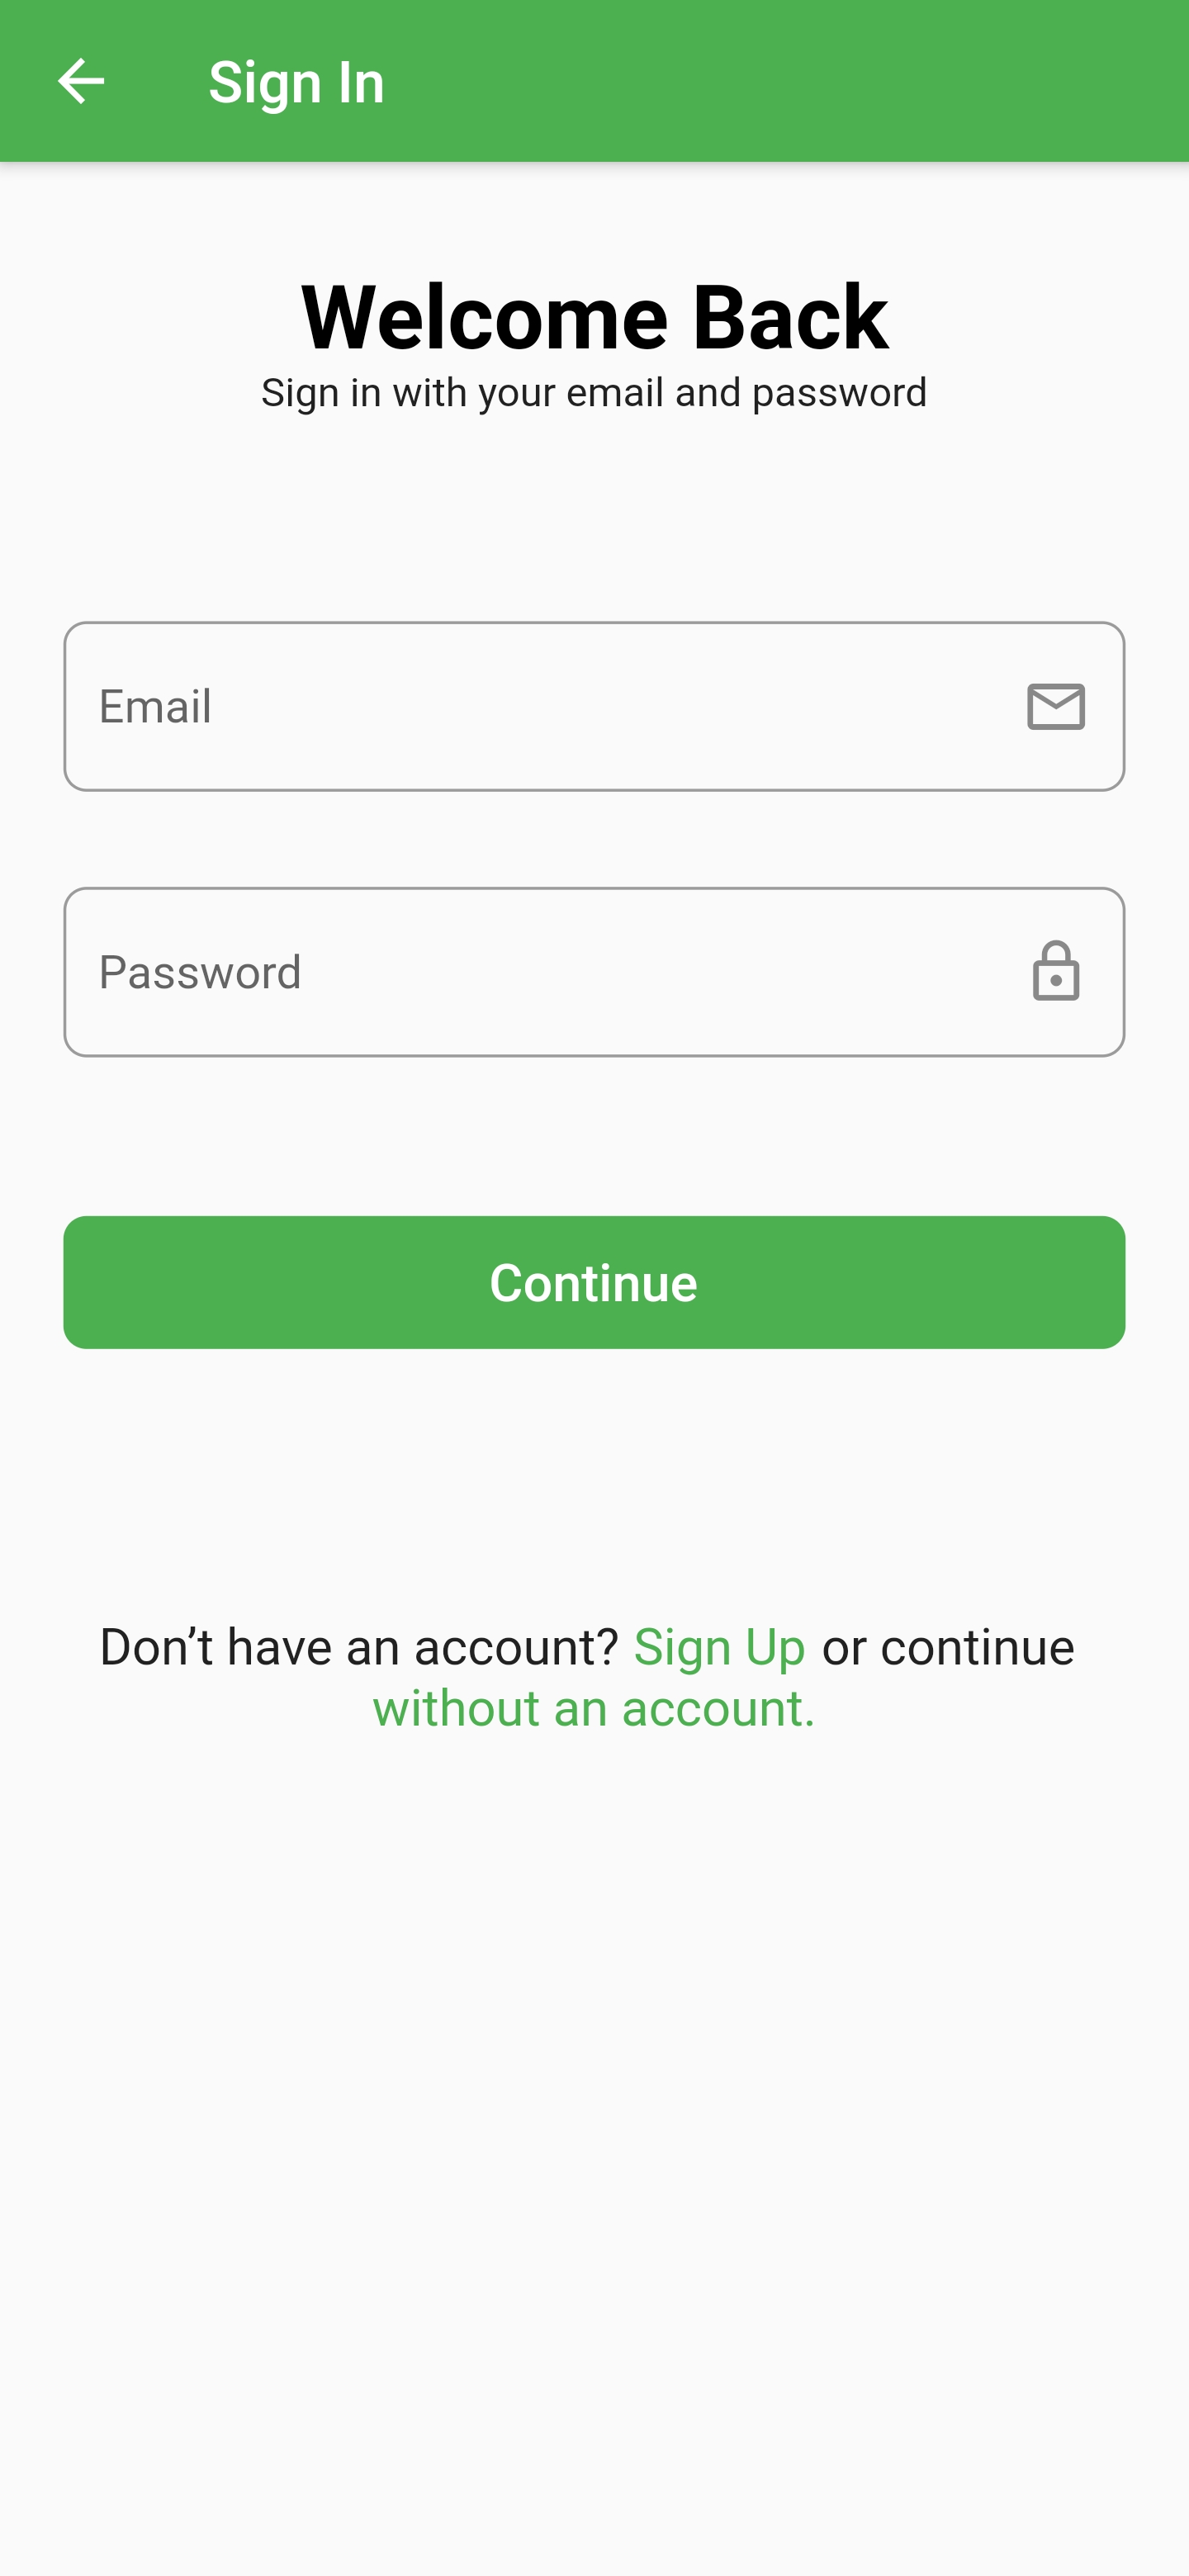 Sign In
Welcome Back
Sign in with your email and password
Email
Password
Continue
Don’t have an account? Sign Up or continue
without an account.